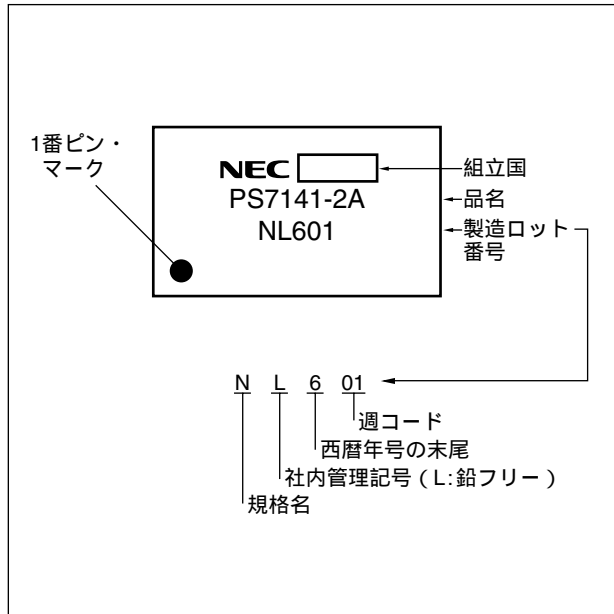 1番ピン・
マーク
NEC
組立国
PS7141-2A
品名
NL601
製造ロット
番号
N L 6 01
週コード
西暦年号の末尾
社内管理記号（L:鉛フリー）
規格名